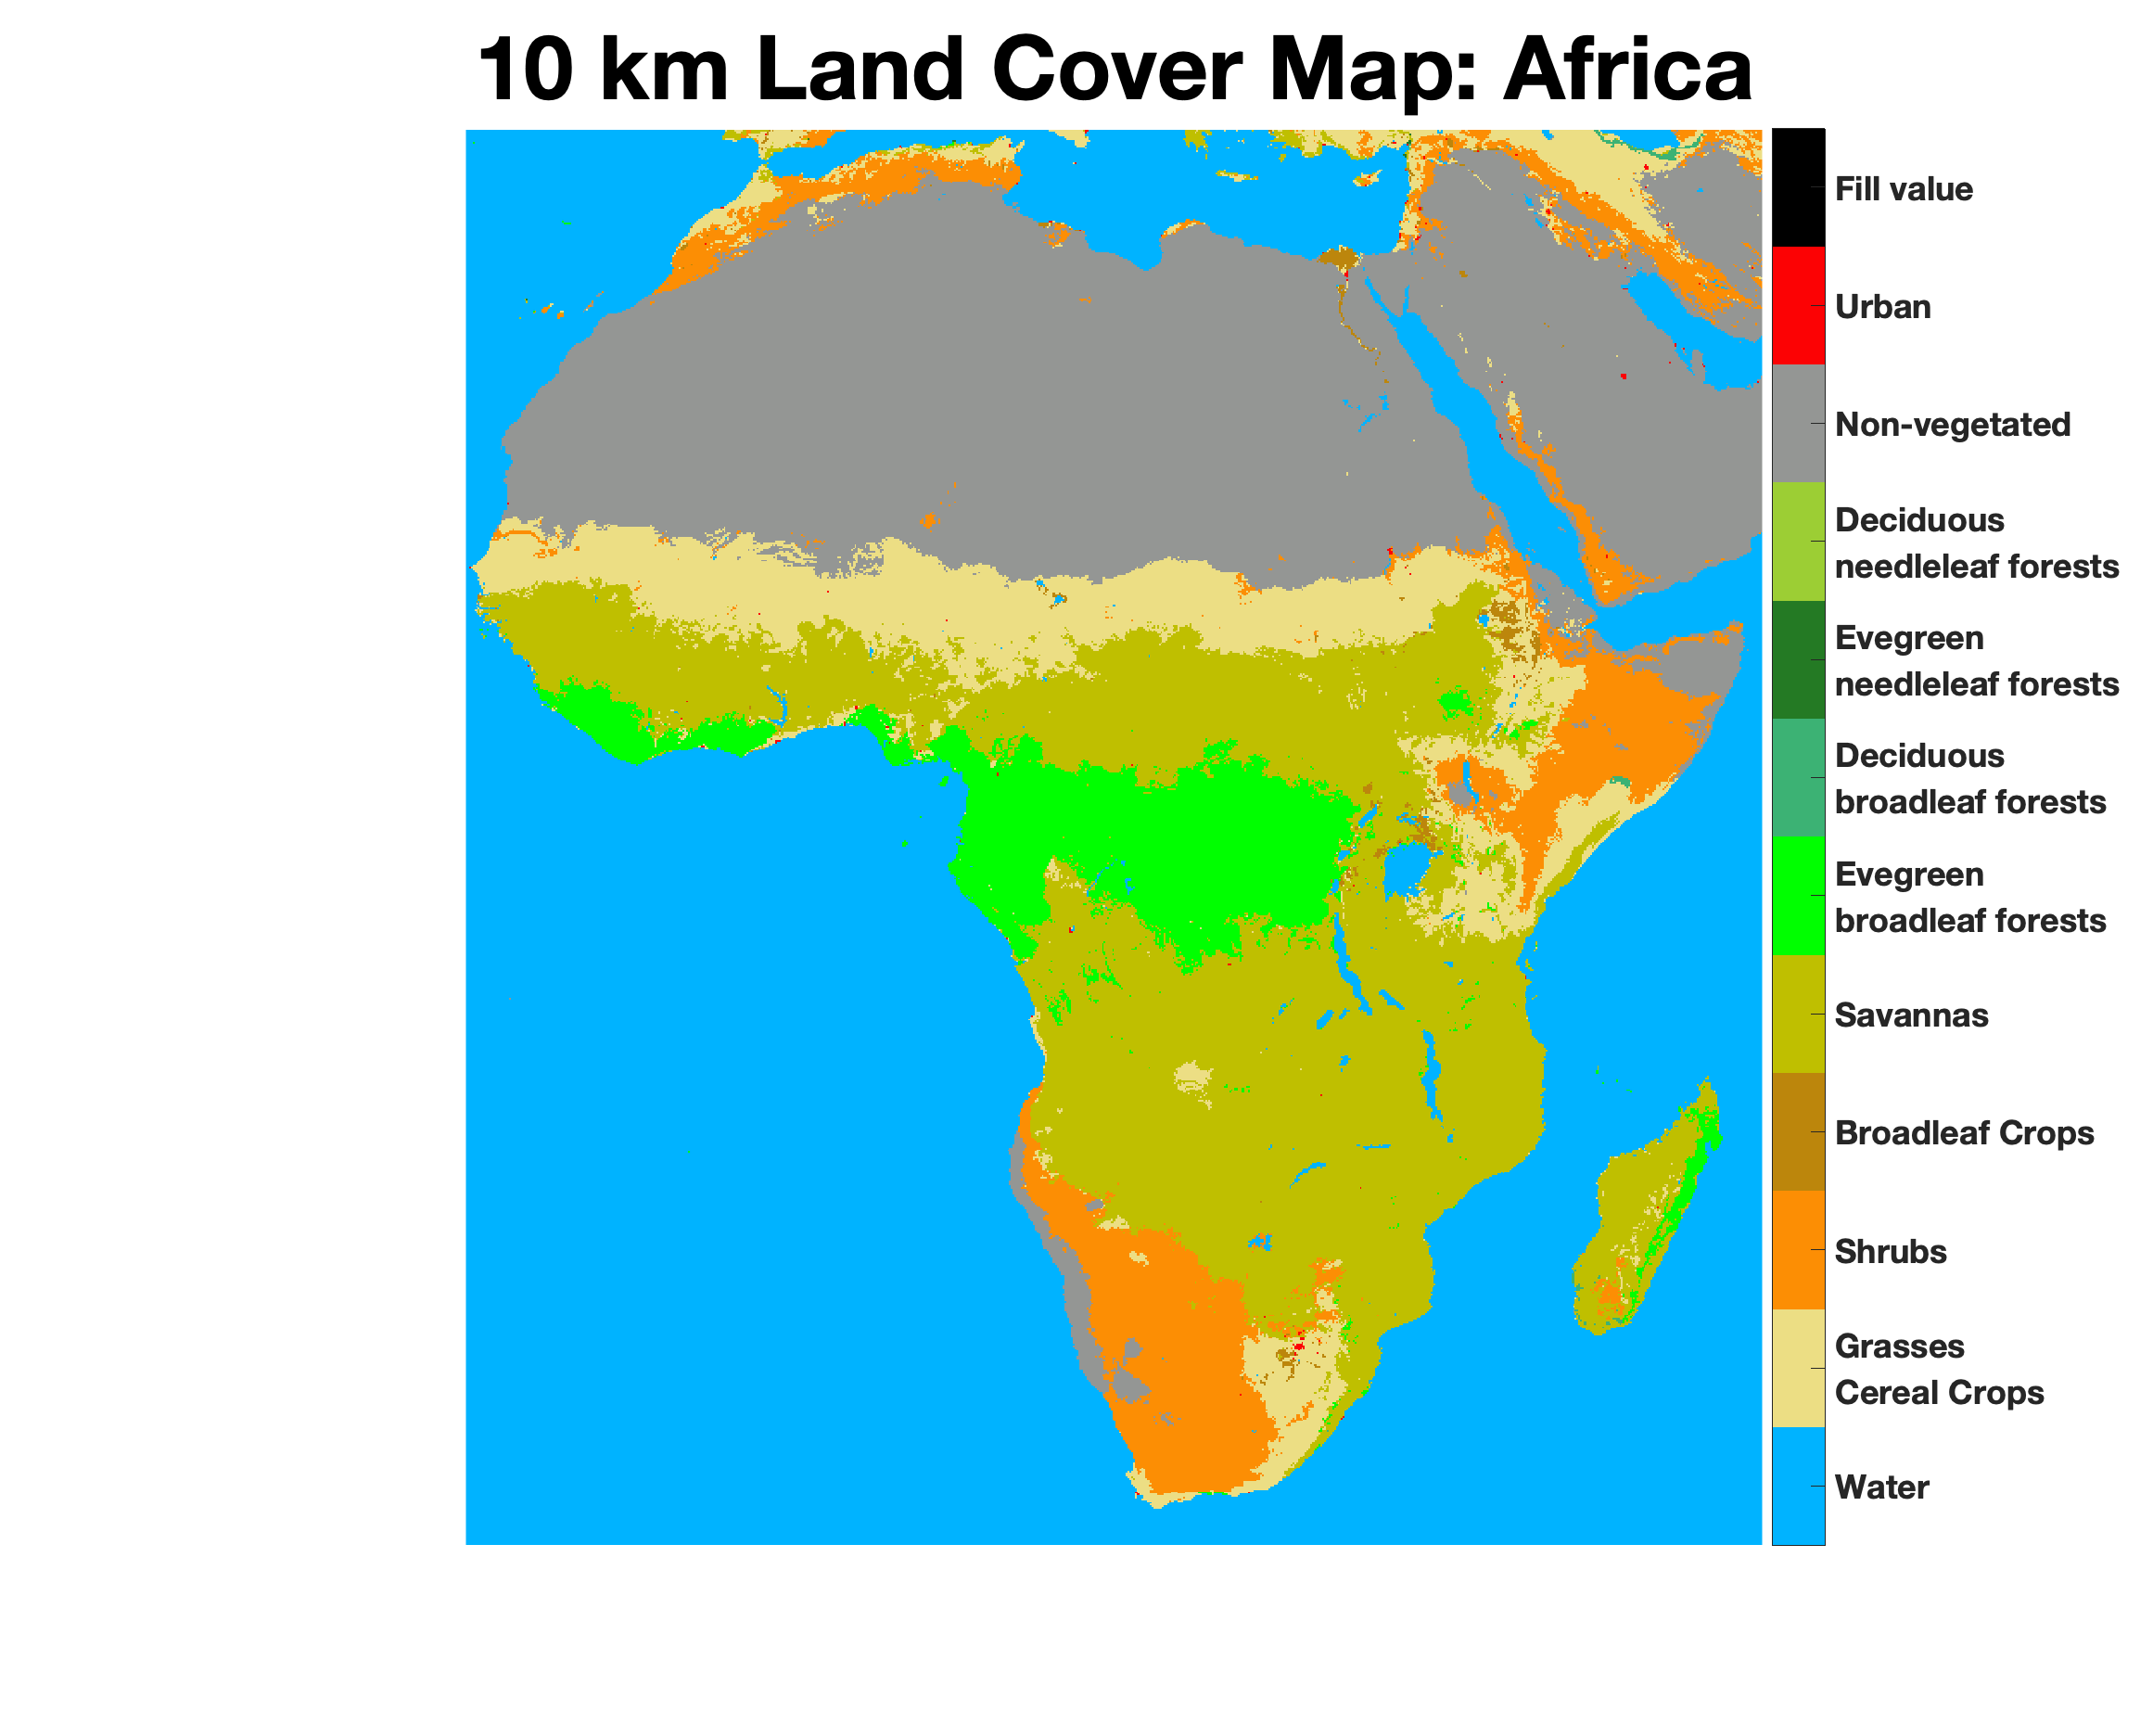 10 km Land Cover Map: Africa
Fill value
Urban
Non-vegetated
Deciduous
needleleaf forests
Evegreen
needleleaf forests
Deciduous
broadleaf forests
Evegreen
broadleaf forests
Savannas
Broadleaf Crops
Shrubs
Grasses
Cereal Crops
Water